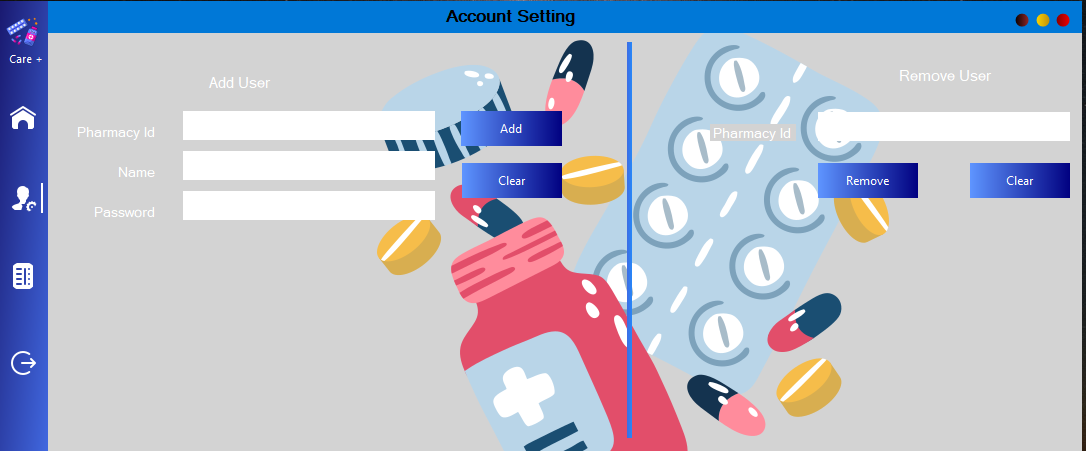 Account Setting
Care +
Add User
Pharmacy Id
Add
Name
Clear
Password
Remove User
Pharmacy Id
Remove
Clear